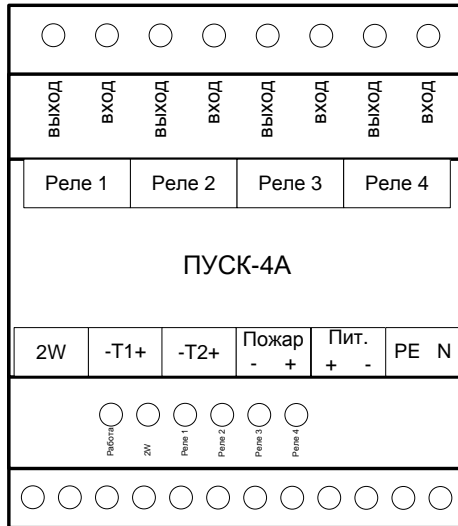 ВЫХОД ВХОД ВЫХОД ВХОД ВЫХОД ВХОД ВЫХОД ВХОД
Реле 1 Реле 2 Реле 3 Реле 4
ПУСК-4А
2W -T1+ -T2+ Пожар - + Пит. + - PE N
Работа 2W Реле 1 Реле 2 Реле 3 Реле 4